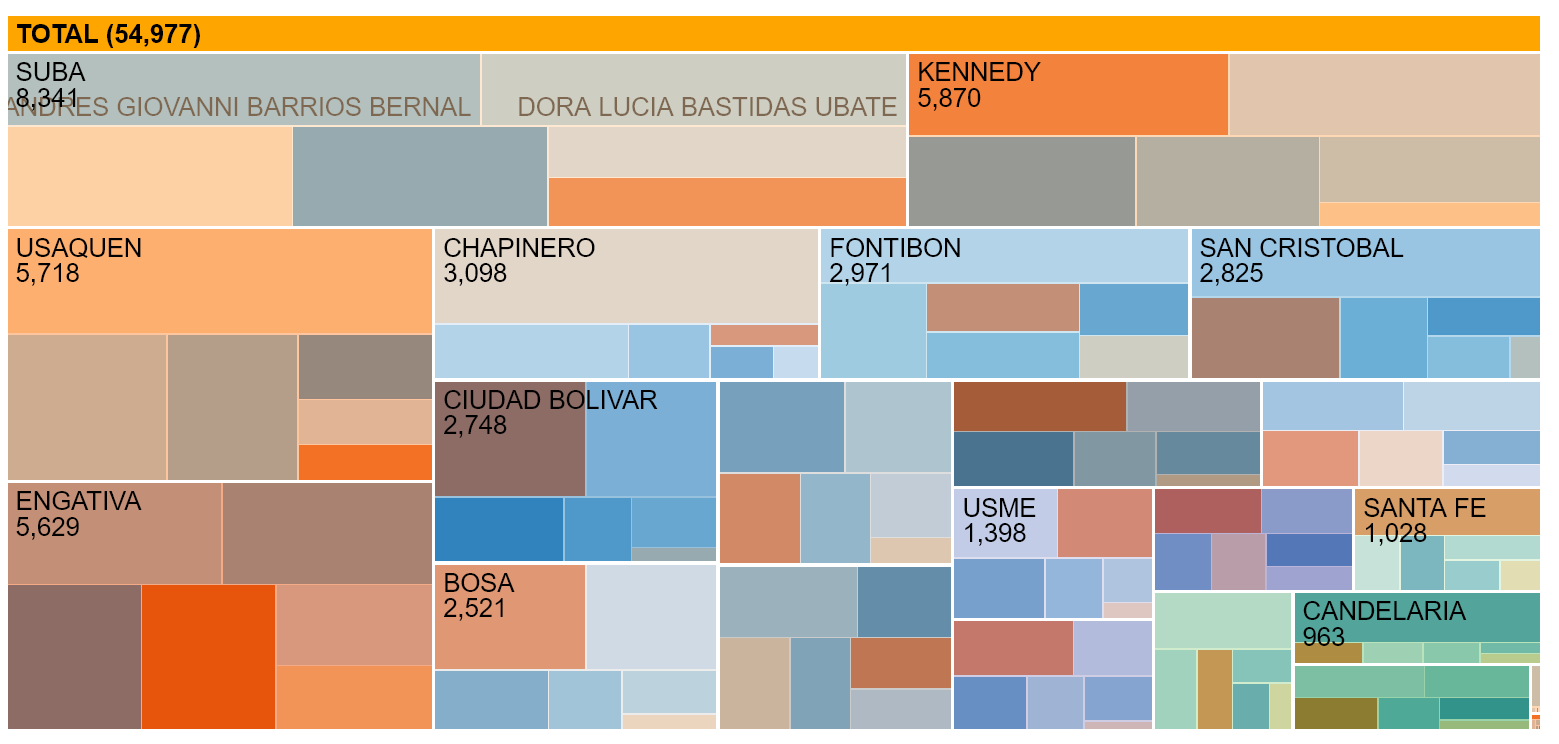 TOTAL (54,977)
SUBA
8,341
ANDRES GIOVANNI BARRIOS BERNAL
DORA LUCIA BASTIDAS UBATE
KENNEDY
5,870
USAQUEN
5,718
CHAPINERO
3,098
FONTIBON
2,971
SAN CRISTOBAL
2,825
CIUDAD BOLIVAR
2,748
ENGATIVA
5,629
USME
1,398
SANTA FE
1,028
BOSA
2,521
CANDELARIA
963